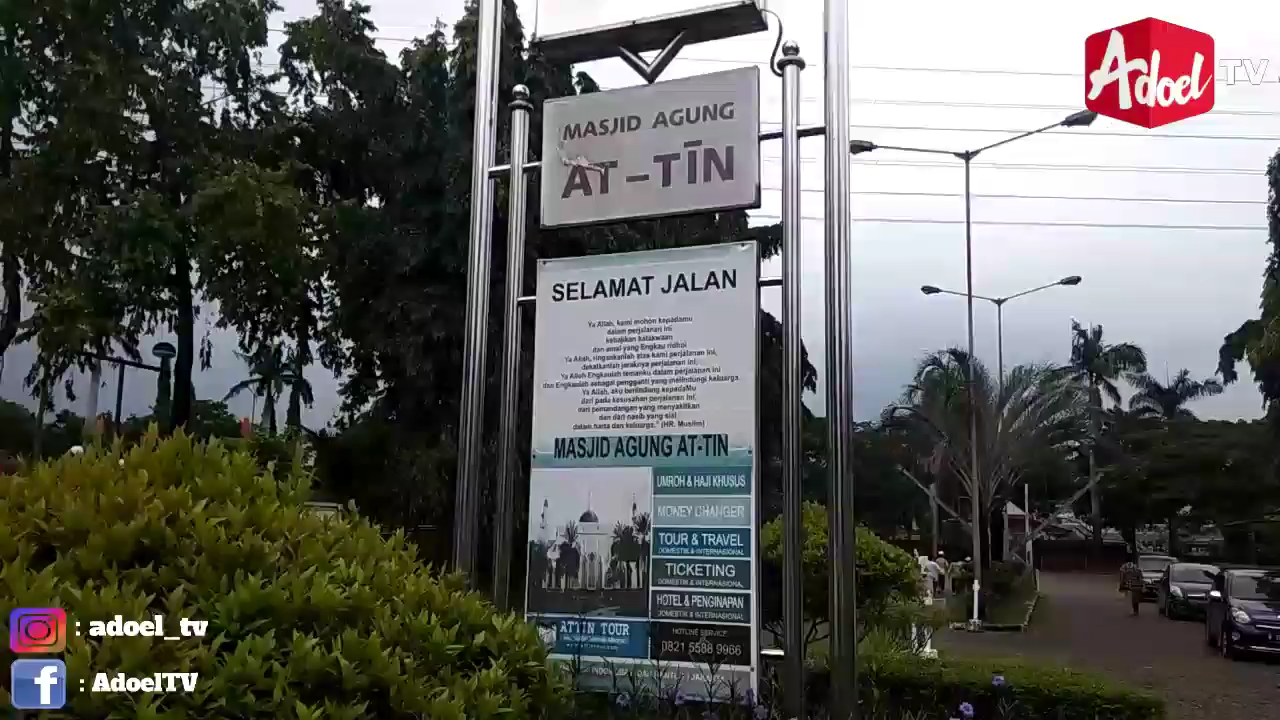 Adoel TV
MASJID AGUNG
AT-TĪN
SELAMAT JALAN
Ya Allah, kami mohon kepadamu
dalam perjalanan ini
kebajikan ketakwaan
dan amal yang Engkau ridhoi
Ya Allah, ringankanlah atas kami perjalanan ini,
dekatkanlah jaraknya perjalanan ini,
Ya Allah Engkaulah temanku dalam perjalanan ini
dan Engkaulah sebagai pengganti yang melindungi keluarga.
Ya Allah, aku berlindung kepadaMu
dari pada kesusahan perjalanan ini,
dari pemandangan yang menyakitkan
dan dari nasib yang sial
dalam harta dan keluarga." (HR. Muslim)
MASJID AGUNG AT-TIN
UMROH & HAJI KHUSUS
MONEY CHANGER
TOUR & TRAVEL
DOMESTIK & INTERNASIONAL
TICKETING
DOMESTIK & INTERNASIONAL
HOTEL & PENGINAPAN
DOMESTIK & INTERNASIONAL
ATTIN TOUR
HOTLINE SERVICE
0821 5588 9966
: adoel_tv
: AdoelTV